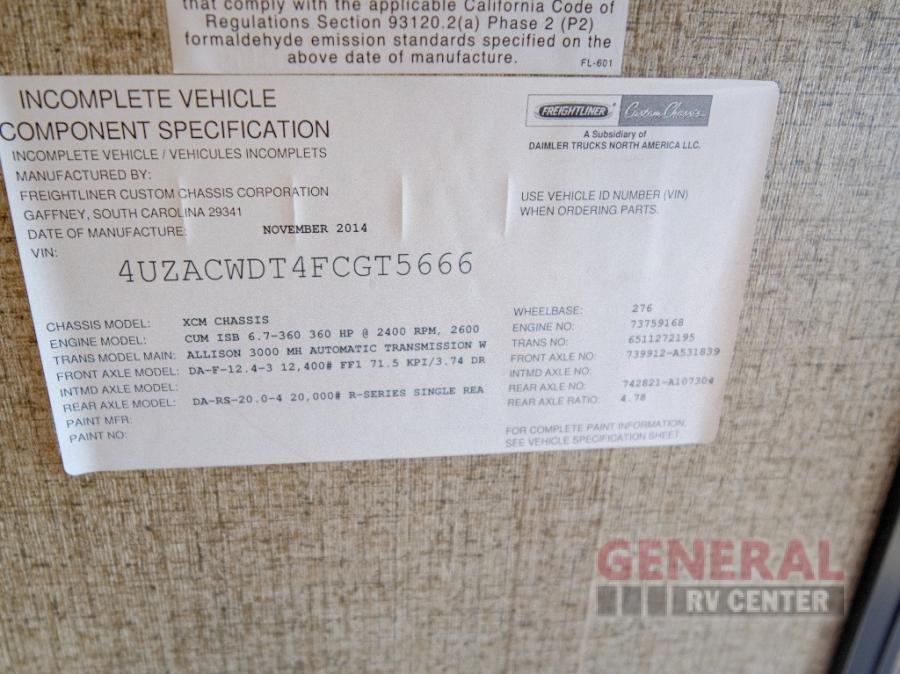 that comply with the applicable California Code of
Regulations Section 93120.2(a) Phase 2 (P2)
formaldehyde emission standards specified on the
above date of manufacture.
FL-601
INCOMPLETE VEHICLE
COMPONENT SPECIFICATION
INCOMPLETE VEHICLE / VEHICULES INCOMPLETS
MANUFACTURED BY:
FREIGHTLINER CUSTOM CHASSIS CORPORATION
GAFFNEY, SOUTH CAROLINA 29341
DATE OF MANUFACTURE: NOVEMBER 2014
VIN:
4UZACWDT4FCGT5666
FREIGHTLINER Custom Chassis
A Subsidiary of
DAIMLER TRUCKS NORTH AMERICA LLC.
USE VEHICLE ID NUMBER (VIN)
WHEN ORDERING PARTS.
CHASSIS MODEL: XCM CHASSIS
ENGINE MODEL: CUM ISB 6.7-360 360 HP @ 2400 RPM, 2600
TRANS MODEL MAIN: ALLISON 3000 MH AUTOMATIC TRANSMISSION W
FRONT AXLE MODEL: DA-F-12.4-3 12,400# FF1 71.5 KPI/3.74 DR
INTMD AXLE MODEL:
REAR AXLE MODEL: DA-RS-20.0-4 20,000# R-SERIES SINGLE REA
PAINT MFR:
PAINT NO:
WHEELBASE: 276
ENGINE NO: 73759168
TRANS NO: 6511272195
FRONT AXLE NO: 739912-A531839
INTMD AXLE NO:
REAR AXLE NO: 742821-A107304
REAR AXLE RATIO: 4.78
FOR COMPLETE PAINT INFORMATION,
SEE VEHICLE SPECIFICATION SHEET.
GENERAL
RV CENTER